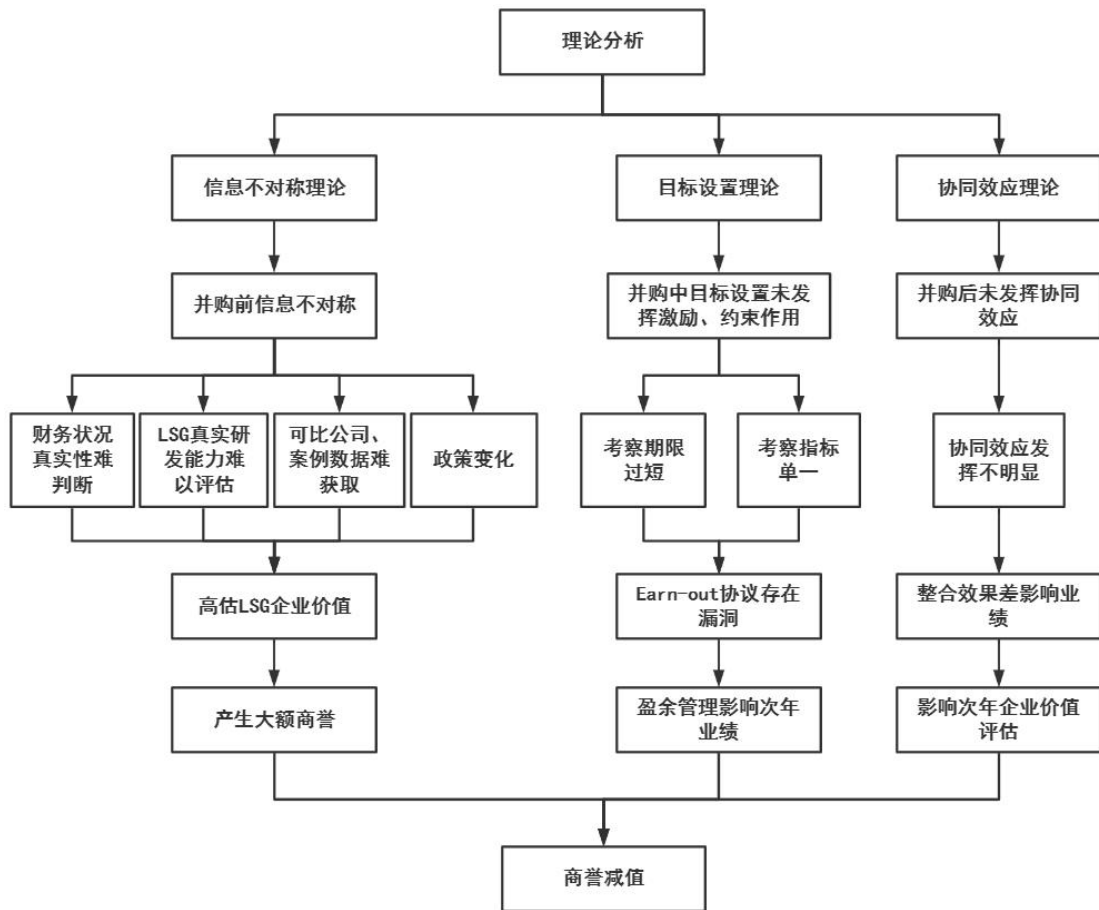 理论分析
信息不对称理论
目标设置理论
协同效应理论
并购前信息不对称
并购中目标设置未发
挥激励、约束作用
并购后未发挥协同
效应
财务状况
真实性难
判断
LSG真实研
发能力难
以评估
可比公司、
案例数据难
获取
政策变化
考察期限
过短
考察指标
单一
协同效应发
挥不明显
高估LSG企业价值
Earn-out协议存在
漏洞
整合效果差影响业
绩
产生大额商誉
盈余管理影响次年
业绩
影响次年企业价值
评估
商誉减值